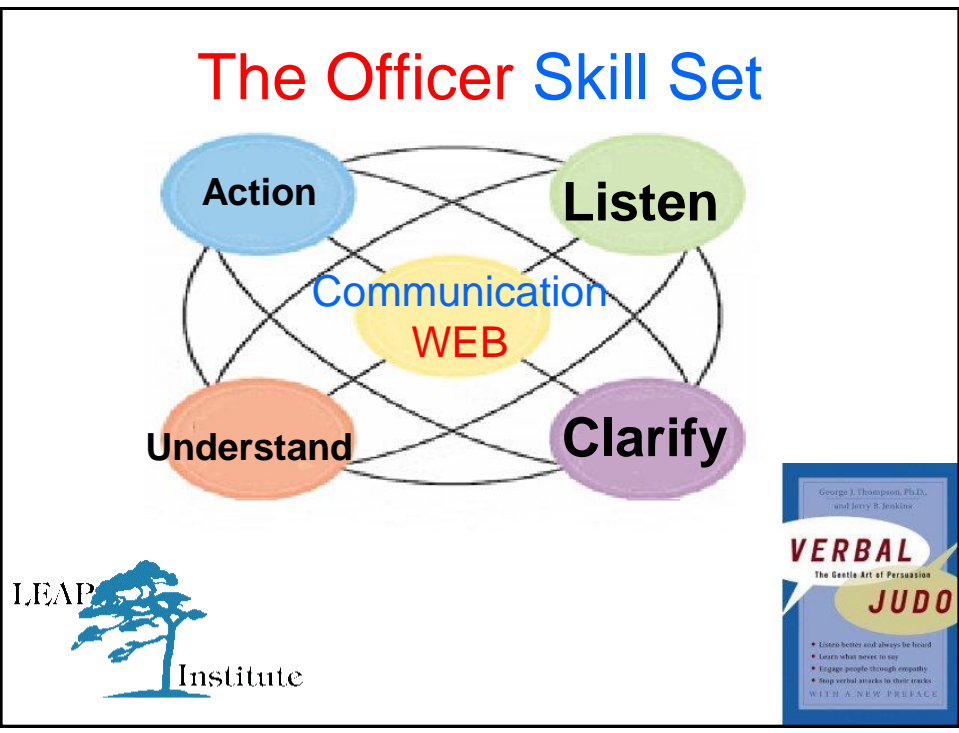 The Officer Skill Set
Action
Listen
Communication
WEB
Understand
Clarify
LEAP
Institute
George J. Thompson, Ph.D.,
and Jerry B. Jenkins
VERBAL
The Gentle Art of Persuasion
JUDO
• Listen better and always be heard
• Learn what never to say
• Engage people through empathy
• Stop verbal attacks in their tracks
WITH A NEW PREFACE